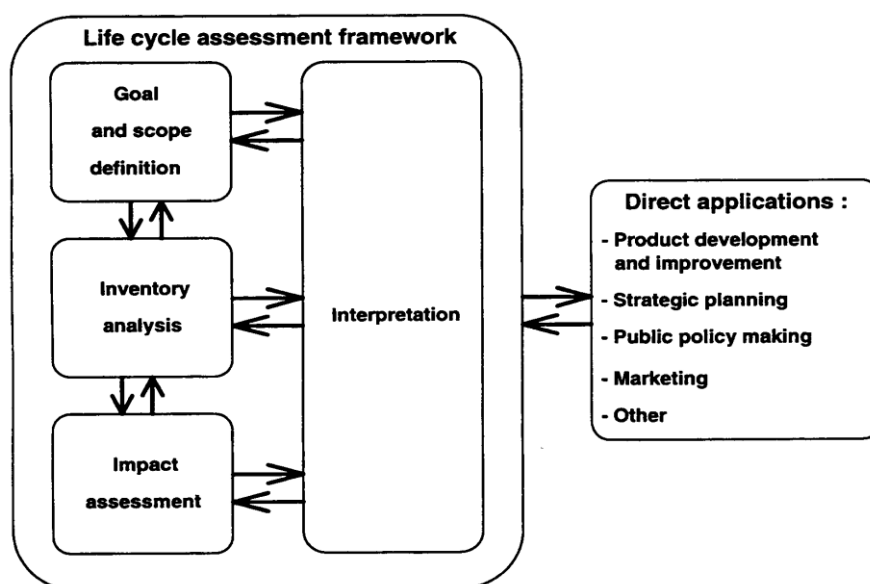 Life cycle assessment framework
Goal
and scope
definition
Inventory
analysis
Impact
assessment
Interpretation
Direct applications :
- Product development
and improvement
- Strategic planning
- Public policy making
- Marketing
- Other